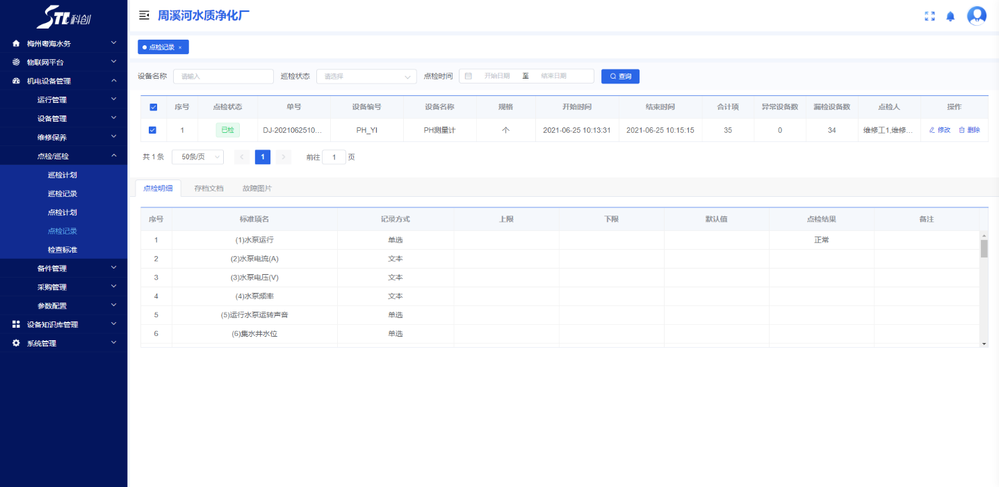 STL科创
周溪河水质净化厂
梅州粤海水务
物联网平台
机电设备管理
运行管理
设备管理
维修保养
点检/巡检
巡检计划
巡检记录
点检计划
点检记录
检查标准
备件管理
采购管理
参数配置
设备知识库管理
系统管理
点检记录 ×
设备名称 请输入 巡检状态 请选择 点检时间 开始日期 至 结束日期 查询
序号 点检状态 单号 设备编号 设备名称 规格 开始时间 结束时间 合计项 异常设备数 漏检设备数 点检人 操作
1 已检 DJ-2021062510... PH_YI PH测量计 个 2021-06-25 10:13:31 2021-06-25 10:15:15 35 0 34 维修工1,维修... 修改 删除
共 1 条 50条/页 < 1 > 前往 1 页
点检明细 存档文档 故障图片
序号 标准项名 记录方式 上限 下限 默认值 点检结果 备注
1 (1)水泵运行 单选 正常
2 (2)水泵电流(A) 文本
3 (3)水泵电压(V) 文本
4 (4)水泵频率 文本
5 (5)运行水泵运转声音 单选
6 (6)集水井水位 单选